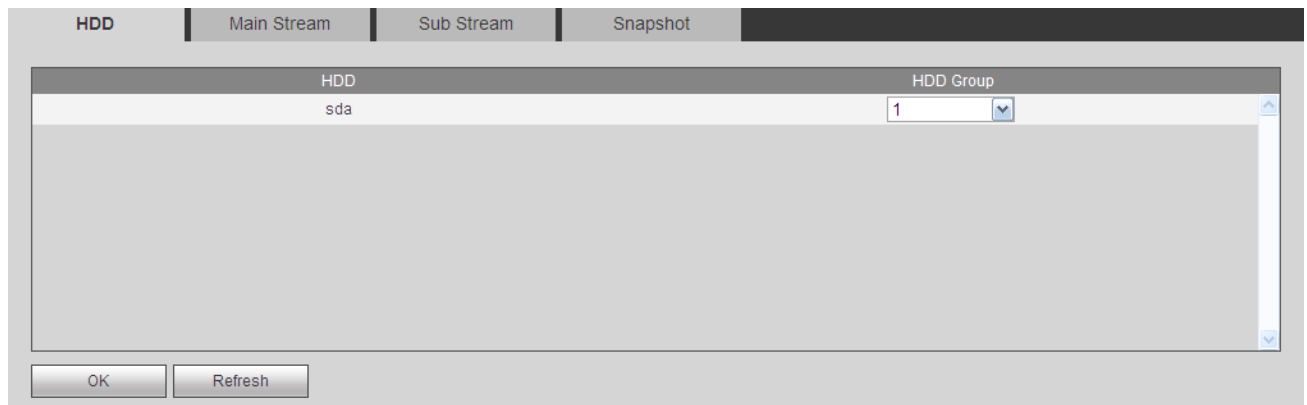 HDD Main Stream Sub Stream Snapshot
HDD HDD Group
sda 1
OK Refresh